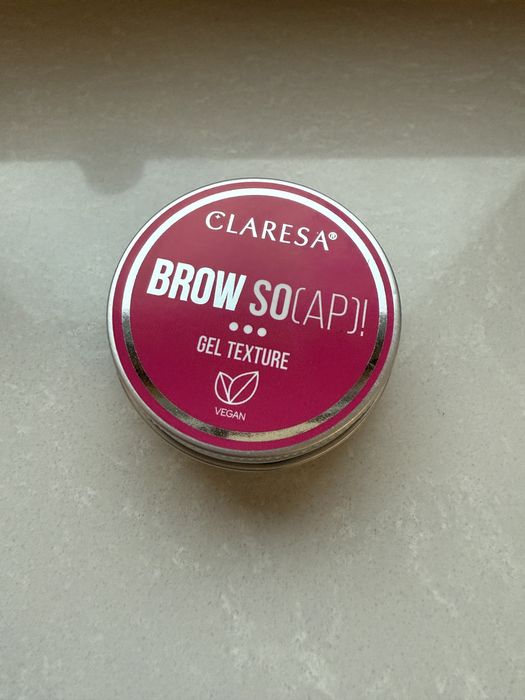 CLARESA®
BROW SO(AP)!
GEL TEXTURE
VEGAN